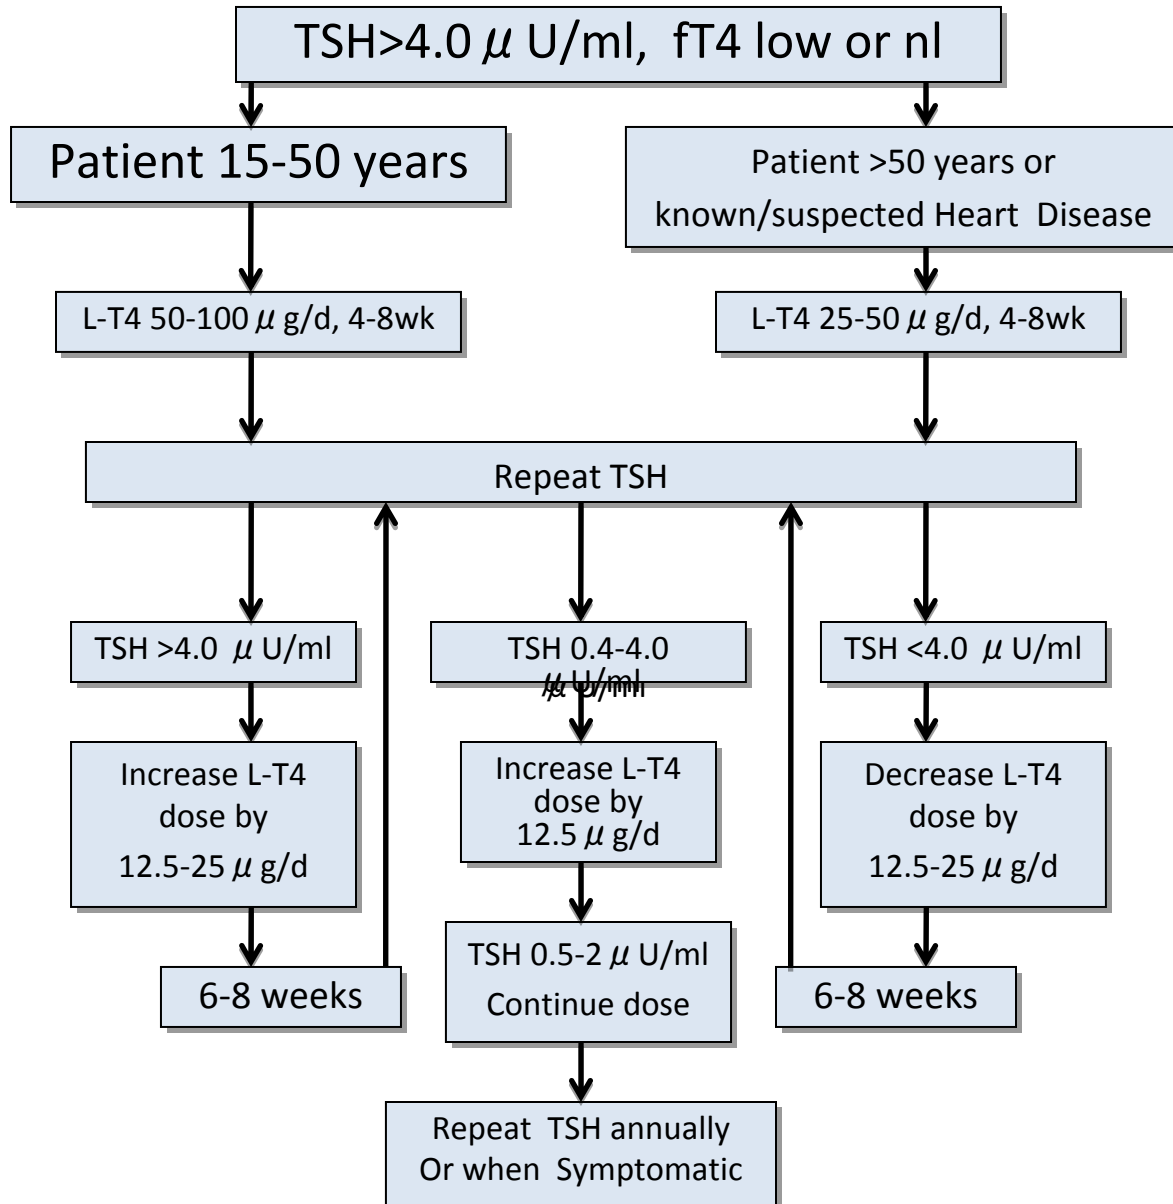 TSH>4.0 μ U/ml, fT4 low or nl
Patient 15-50 years
Patient >50 years or
known/suspected Heart Disease
L-T4 50-100 μ g/d, 4-8wk
L-T4 25-50 μ g/d, 4-8wk
Repeat TSH
TSH >4.0 μ U/ml
TSH 0.4-4.0
μ U/ml
TSH <4.0 μ U/ml
Increase L-T4
dose by
12.5-25 μ g/d
Increase L-T4
dose by
12.5 μ g/d
Decrease L-T4
dose by
12.5-25 μ g/d
6-8 weeks
TSH 0.5-2 μ U/ml
Continue dose
6-8 weeks
Repeat TSH annually
Or when Symptomatic